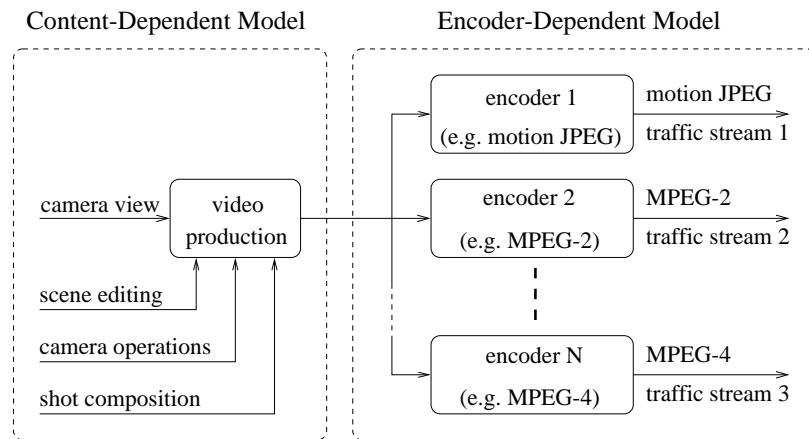 Content-Dependent Model
Encoder-Dependent Model
camera view
scene editing
camera operations
shot composition
video
production
encoder 1
(e.g. motion JPEG)
motion JPEG
traffic stream 1
encoder 2
(e.g. MPEG-2)
MPEG-2
traffic stream 2
encoder N
(e.g. MPEG-4)
MPEG-4
traffic stream 3